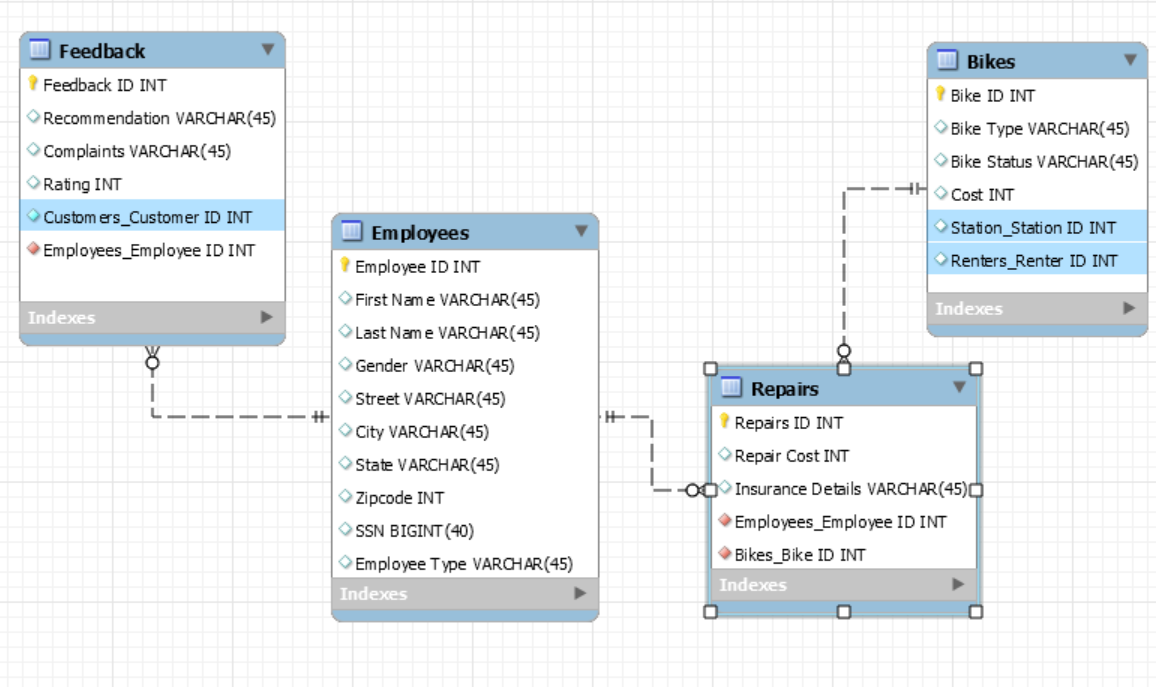 Feedback
Feedback ID INT
Recommendation VARCHAR(45)
Complaints VARCHAR(45)
Rating INT
Customers_Customer ID INT
Employees_Employee ID INT
Indexes
Employees
Employee ID INT
First Name VARCHAR(45)
Last Name VARCHAR(45)
Gender VARCHAR(45)
Street VARCHAR(45)
City VARCHAR(45)
State VARCHAR(45)
Zipcode INT
SSN BIGINT(40)
Employee Type VARCHAR(45)
Indexes
Bikes
Bike ID INT
Bike Type VARCHAR(45)
Bike Status VARCHAR(45)
Cost INT
Station_Station ID INT
Renters_Renter ID INT
Indexes
Repairs
Repairs ID INT
Repair Cost INT
Insurance Details VARCHAR(45)
Employees_Employee ID INT
Bikes_Bike ID INT
Indexes